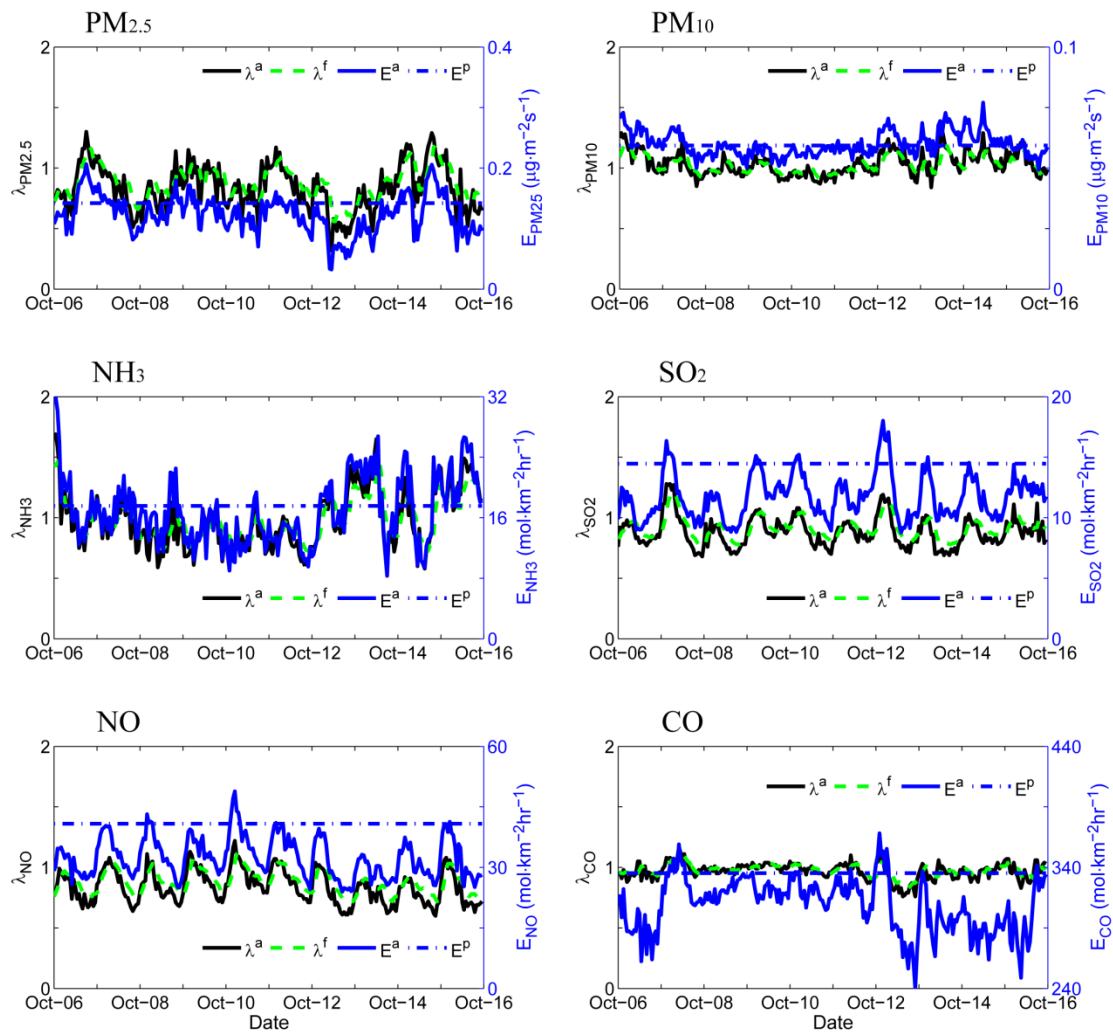 PM2.5
2
1
0
λPM2.5
λa λf Ea Ep
0.4
0.2
0
EPM25 (μg·m−2s−1)
Oct−06 Oct−08 Oct−10 Oct−12 Oct−14 Oct−16
PM10
2
1
0
λPM10
λa λf Ea Ep
0.1
0
EPM10 (μg·m−2s−1)
Oct−06 Oct−08 Oct−10 Oct−12 Oct−14 Oct−16
NH3
2
1
0
λNH3
λa λf Ea Ep
32
16
0
ENH3 (mol·km−2hr−1)
Oct−06 Oct−08 Oct−10 Oct−12 Oct−14 Oct−16
SO2
2
1
0
λSO2
λa λf Ea Ep
20
10
0
ESO2 (mol·km−2hr−1)
Oct−06 Oct−08 Oct−10 Oct−12 Oct−14 Oct−16
NO
2
1
0
λNO
λa λf Ea Ep
60
30
0
ENO (mol·km−2hr−1)
Oct−06 Oct−08 Oct−10 Oct−12 Oct−14 Oct−16
Date
CO
2
1
0
λCO
λa λf Ea Ep
440
340
240
ECO (mol·km−2hr−1)
Oct−06 Oct−08 Oct−10 Oct−12 Oct−14 Oct−16
Date